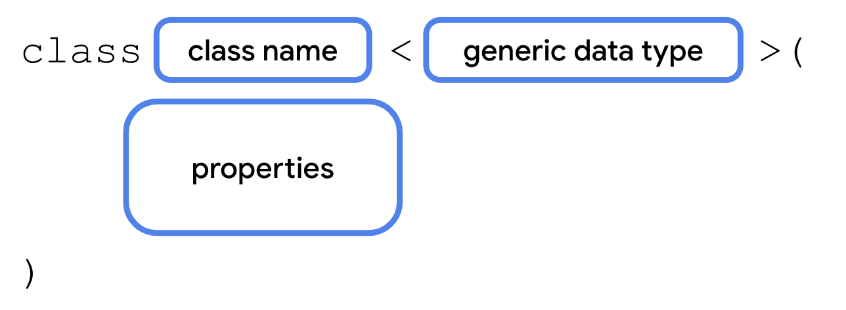 class class name < generic data type >(
properties
)